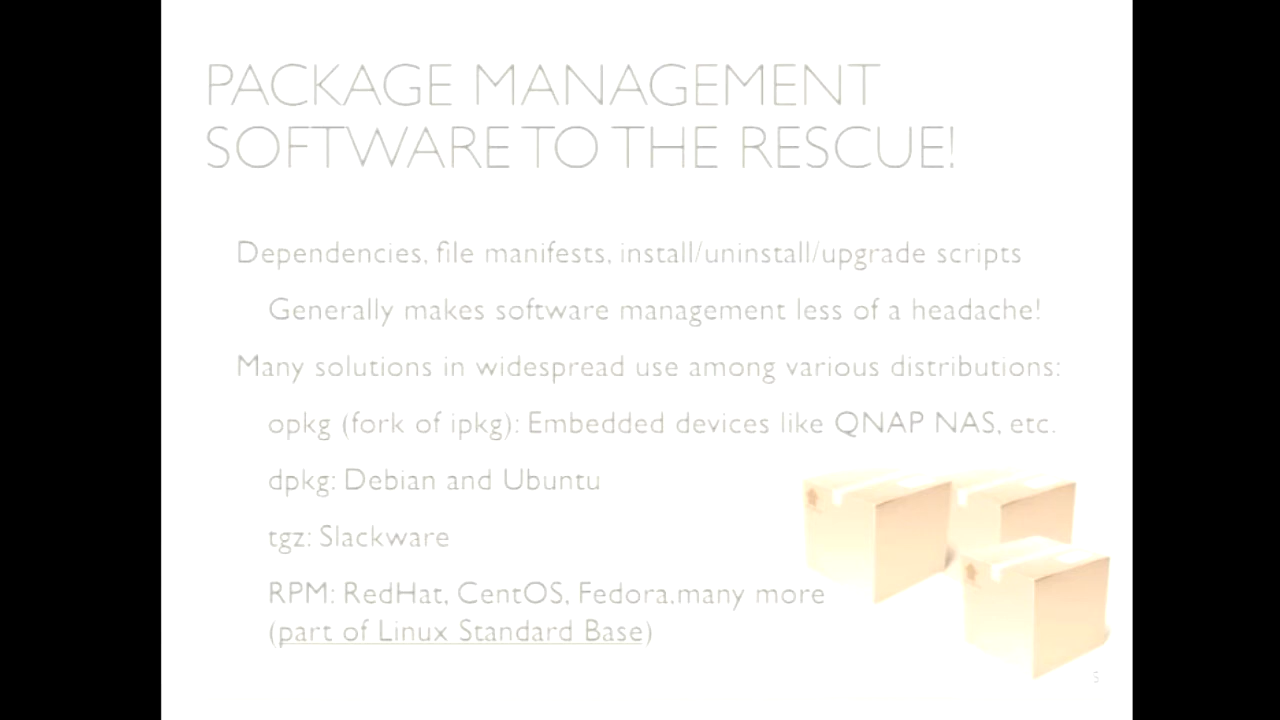 PACKAGE MANAGEMENT
SOFTWARE TO THE RESCUE!
Dependencies, file manifests, install/uninstall/upgrade scripts
Generally makes software management less of a headache!
Many solutions in widespread use among various distributions:
opkg (fork of ipkg): Embedded devices like QNAP NAS, etc.
dpkg: Debian and Ubuntu
tgz: Slackware
RPM: RedHat, CentOS, Fedora,many more
(part of Linux Standard Base)
5